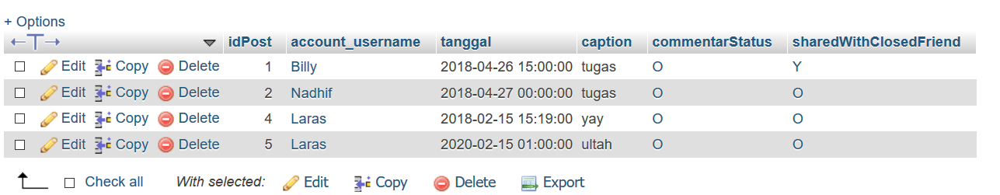 + Options
←T→ idPost account_username tanggal caption commentarStatus sharedWithClosedFriend
Edit Copy Delete 1 Billy 2018-04-26 15:00:00 tugas O Y
Edit Copy Delete 2 Nadhif 2018-04-27 00:00:00 tugas O O
Edit Copy Delete 4 Laras 2018-02-15 15:19:00 yay O O
Edit Copy Delete 5 Laras 2020-02-15 01:00:00 ultah O O
Check all With selected: Edit Copy Delete Export